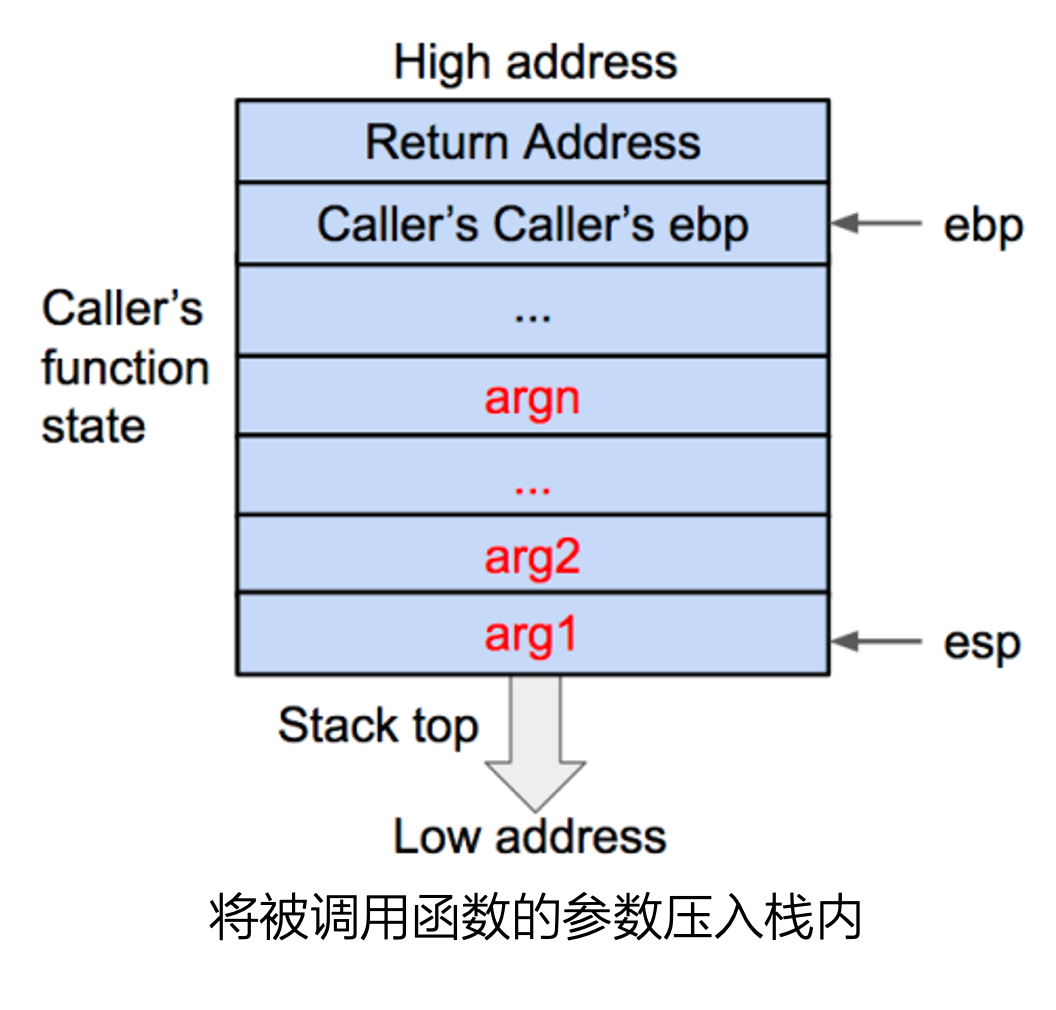 High address
Return Address
Caller’s Caller’s ebp
ebp
...
Caller’s
function
state
argn
...
arg2
arg1
esp
Stack top
Low address
将被调用函数的参数压入栈内